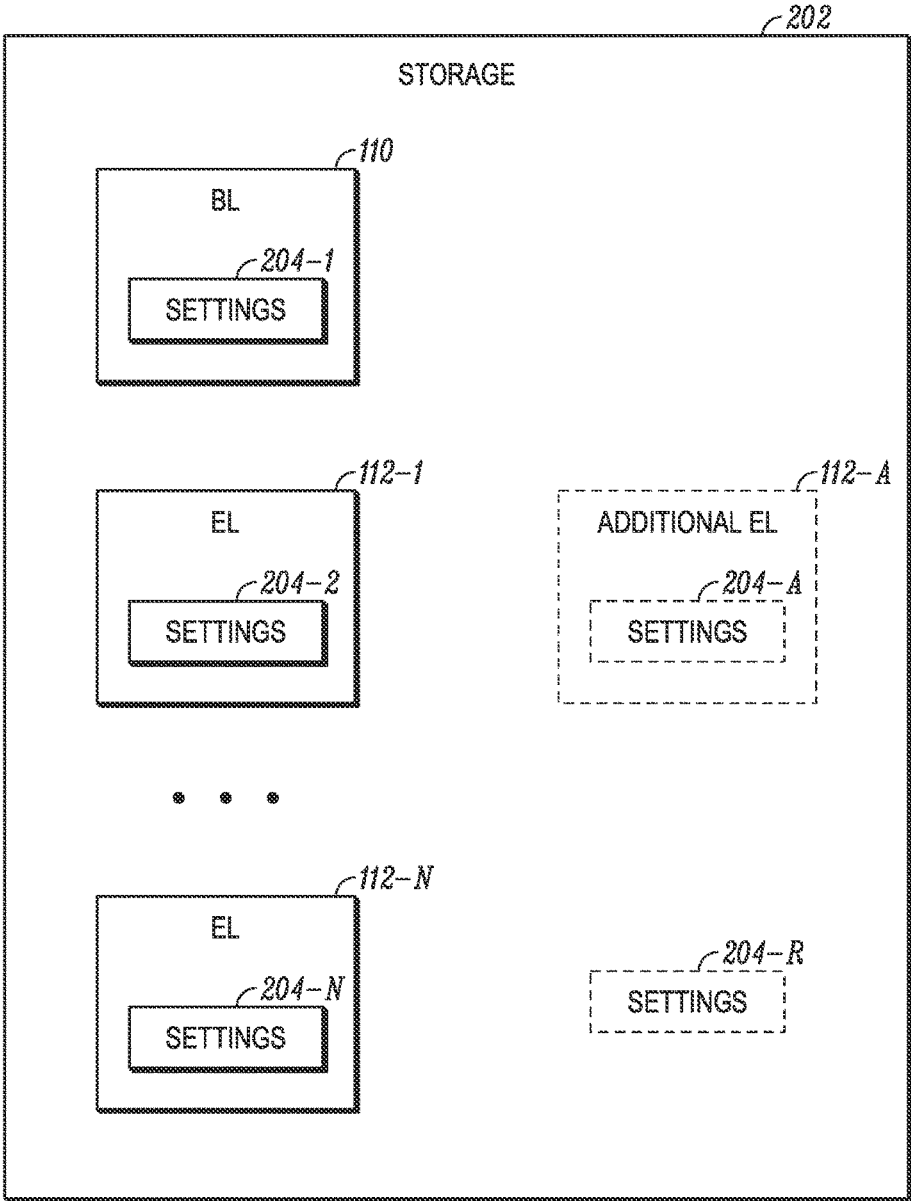 202
STORAGE
110
BL
204-1
SETTINGS
112-1
EL
204-2
SETTINGS
112-A
ADDITIONAL EL
204-A
SETTINGS
112-N
EL
204-N
SETTINGS
204-R
SETTINGS